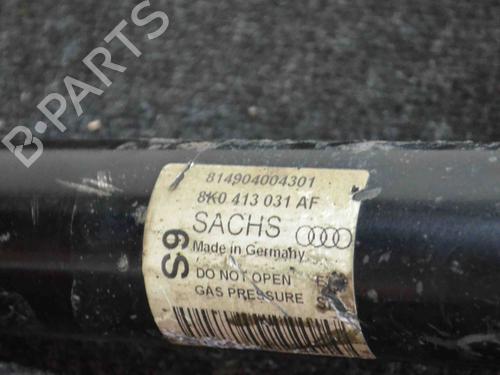 B-PARTS
814904004301
8K0 413 031 AF
SACHS
Made in Germany
S9
DO NOT OPEN
GAS PRESSURE